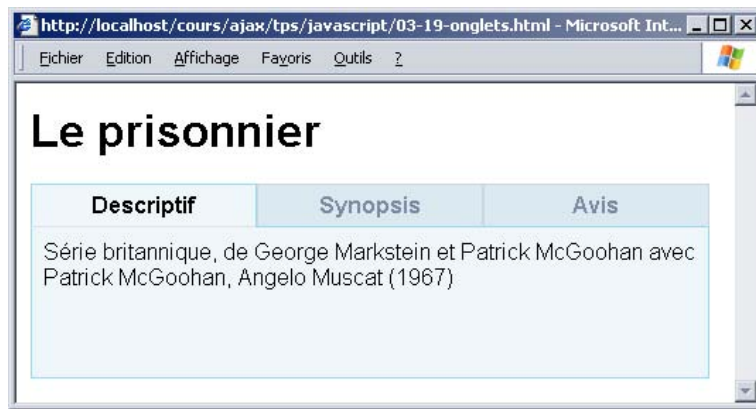 http://localhost/cours/ajax/tps/javascript/03-19-onglets.html - Microsoft Int...
Fichier Edition Affichage Favoris Outils ?
Le prisonnier
Descriptif Synopsis Avis
Série britannique, de George Markstein et Patrick McGoohan avec
Patrick McGoohan, Angelo Muscat (1967)